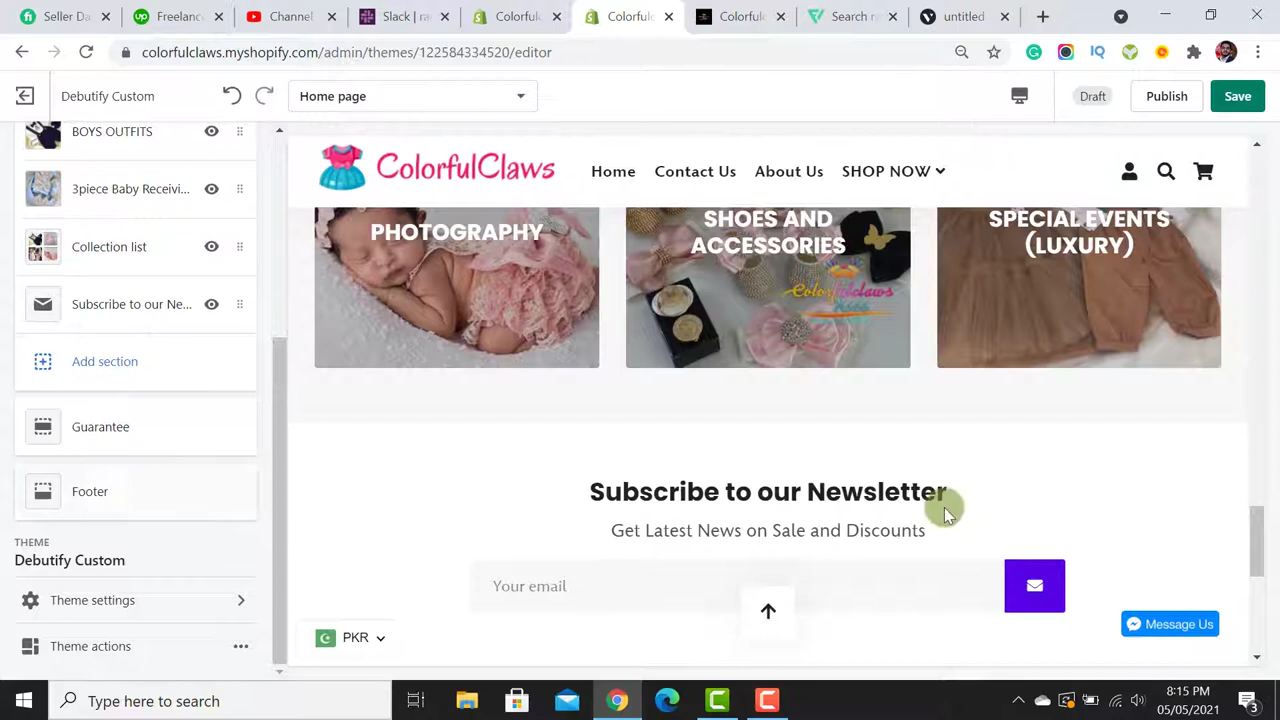 Seller D
Freelan
Channel
Slack | n
Colorful
Colorful
Colorful
Search
untitled
colorfulclaws.myshopify.com/admin/themes/122584334520/editor
Debutify Custom
Home page
Draft
Publish
Save
BOYS OUTFITS
3piece Baby Receivi...
Collection list
Subscribe to our Ne...
Add section
Guarantee
Footer
THEME
Debutify Custom
Theme settings
Theme actions
ColorfulClaws
Home
Contact Us
About Us
SHOP NOW
PHOTOGRAPHY
SHOES AND
ACCESSORIES
Colorfulclaws
SPECIAL EVENTS
(LUXURY)
Subscribe to our Newsletter
Get Latest News on Sale and Discounts
Your email
PKR
Message Us
Type here to search
8:15 PM
05/05/2021
3